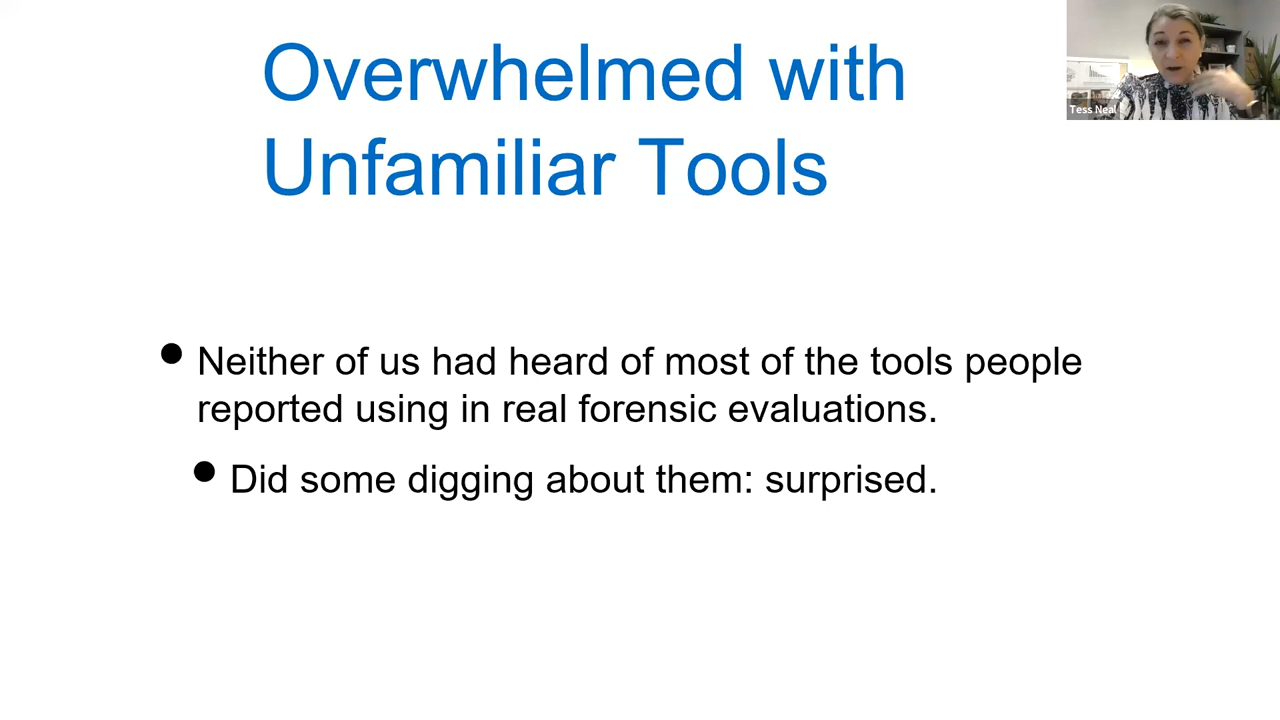 Overwhelmed with
Unfamiliar Tools
Tess Neal
Neither of us had heard of most of the tools people
reported using in real forensic evaluations.
Did some digging about them: surprised.